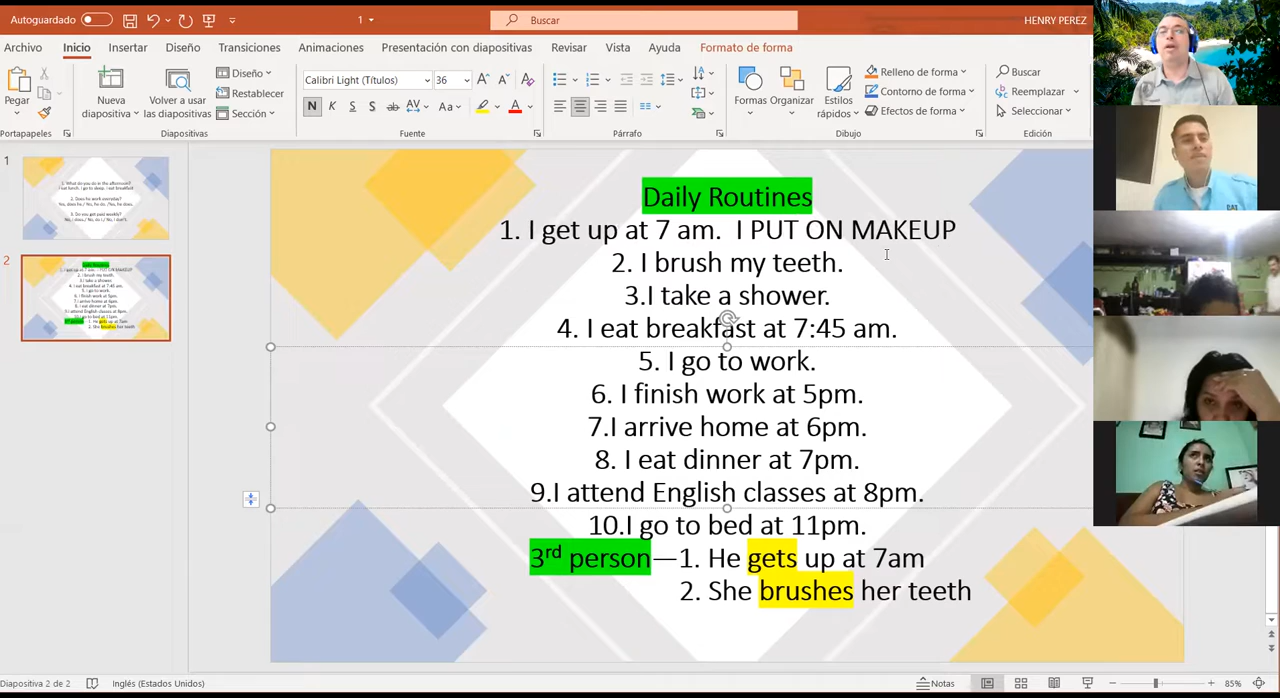 Autoguardado
1
Buscar
HENRY PEREZ
Archivo Inicio Insertar Diseño Transiciones Animaciones Presentación con diapositivas Revisar Vista Ayuda Formato de forma
Pegar
Nueva diapositiva
Volver a usar las diapositivas
Diseño
Restablecer
Sección
Calibri Light (Títulos) 36
N K S S ab AV Aa A
Formas Organizar Estilos rápidos
Relleno de forma
Contorno de forma
Efectos de forma
Buscar
Reemplazar
Seleccionar
Portapapeles Diapositivas Fuente Párrafo Dibujo Edición
1
2
Daily Routines
1. I get up at 7 am. I PUT ON MAKEUP
2. I brush my teeth.
3.I take a shower.
4. I eat breakfast at 7:45 am.
5. I go to work.
6. I finish work at 5pm.
7.I arrive home at 6pm.
8. I eat dinner at 7pm.
9.I attend English classes at 8pm.
10.I go to bed at 11pm.
3rd person—1. He gets up at 7am
2. She brushes her teeth
Diapositiva 2 de 2 Inglés (Estados Unidos) Notas 85%